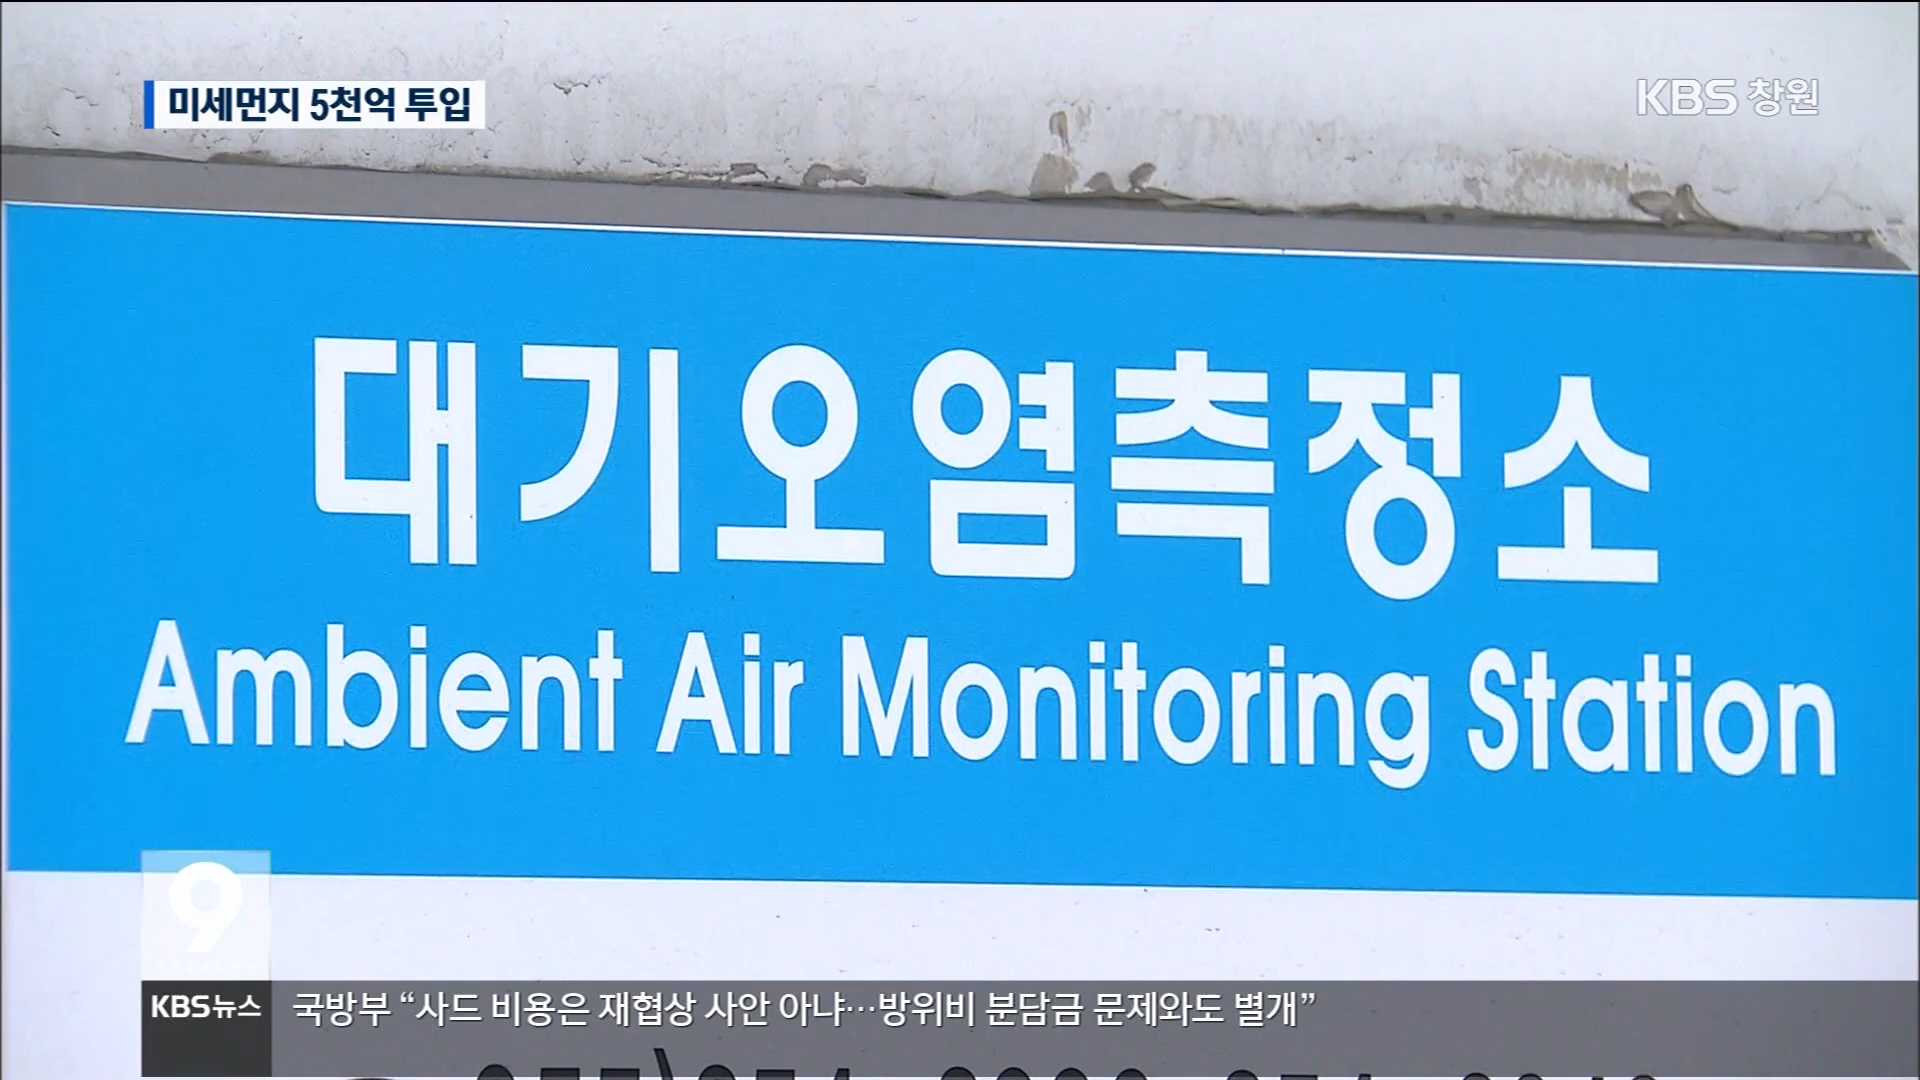 미세먼지 5천억 투입
KBS 창원
대기오염측정소
Ambient Air Monitoring Station
9
KBS뉴스
국방부 “사드 비용은 재협상 사안 아냐…방위비 분담금 문제와도 별개”